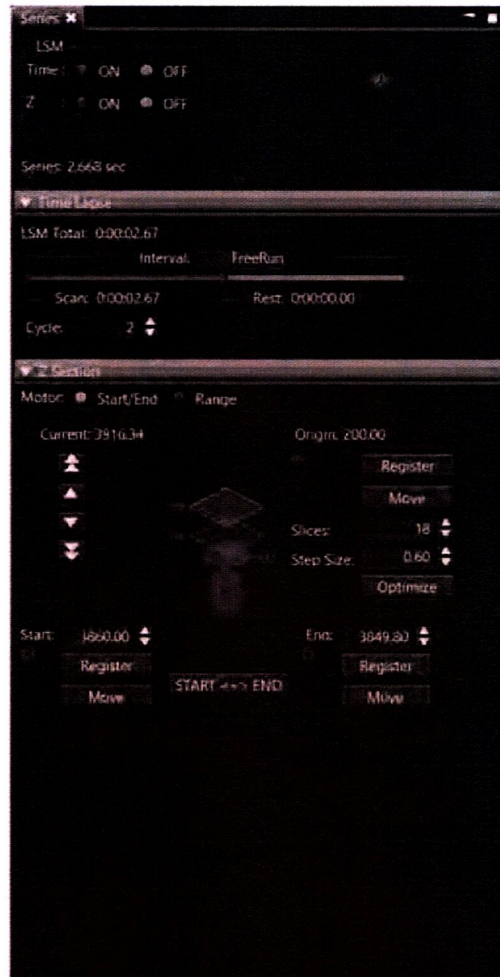 Series
LSM
Time: ON OFF
Z : ON OFF
Series: 2.668 sec
Time Lapse
LSM Total: 0:00:02.67
Interval: FreeRun
Scan: 0:00:02.67 Rest: 0:00:00.00
Cycle: 2
Z Section
Motor: Start/End Range
Current: 3916.34 Origin: 200.00
Register
Move
Slices: 18
Step Size: 0.60
Optimize
Start: 3860.00 End: 3849.80
Register Register
Move START <=> END Move